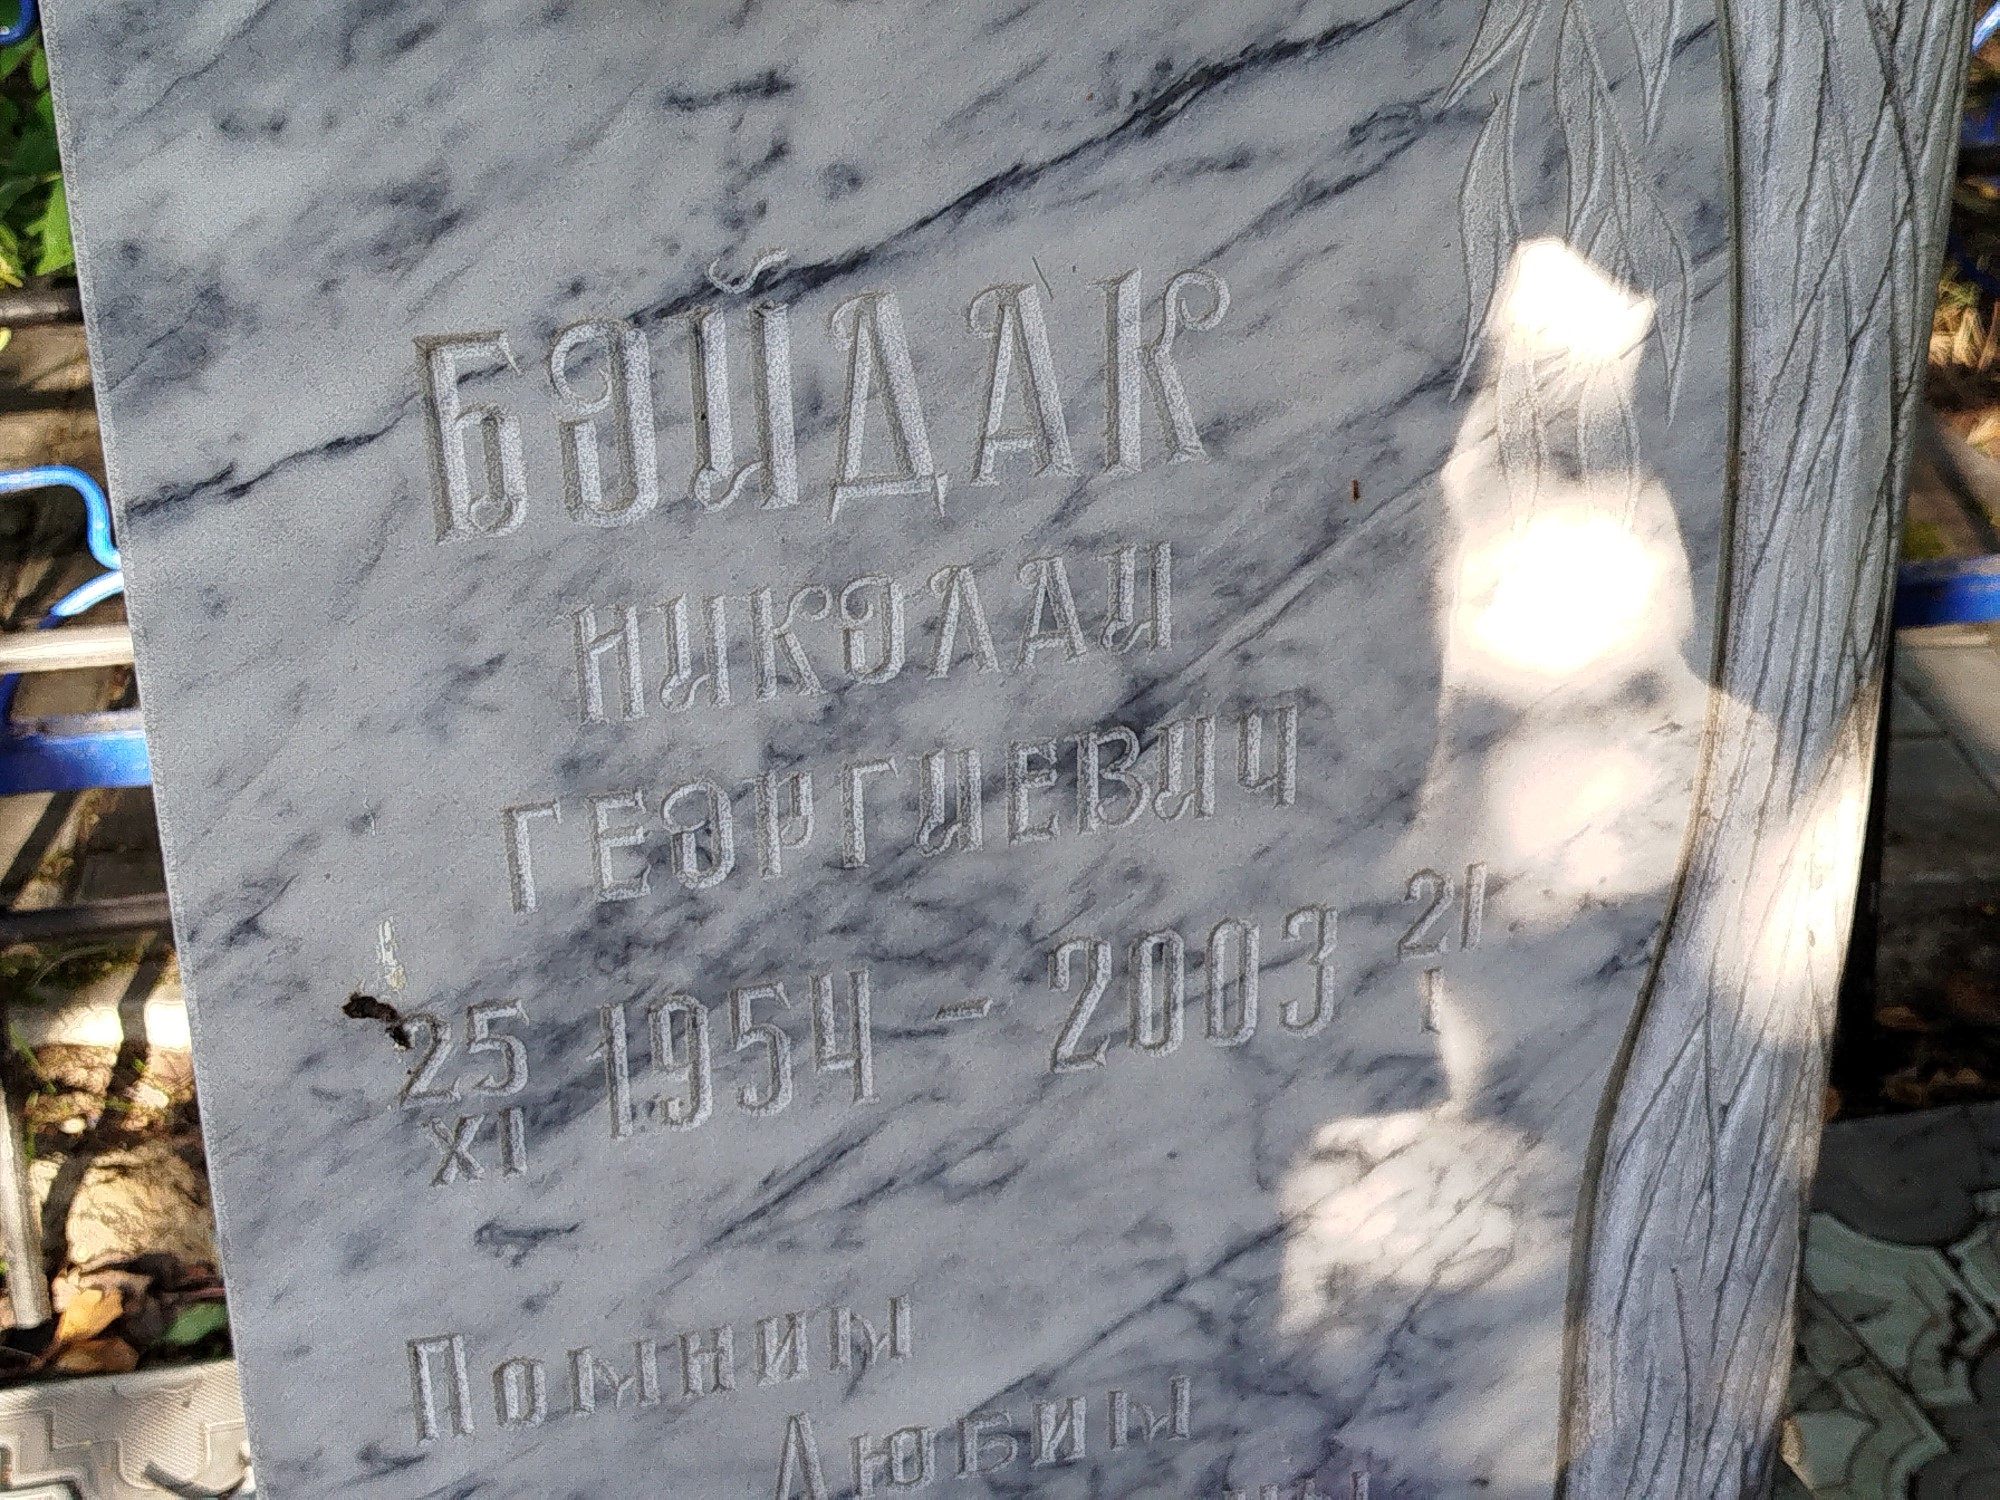 БОЙДАК
НИКОЛАЙ
ГЕОРГИЕВИЧ
25 XI 1954 – 2003 21 I
Помним
Любим